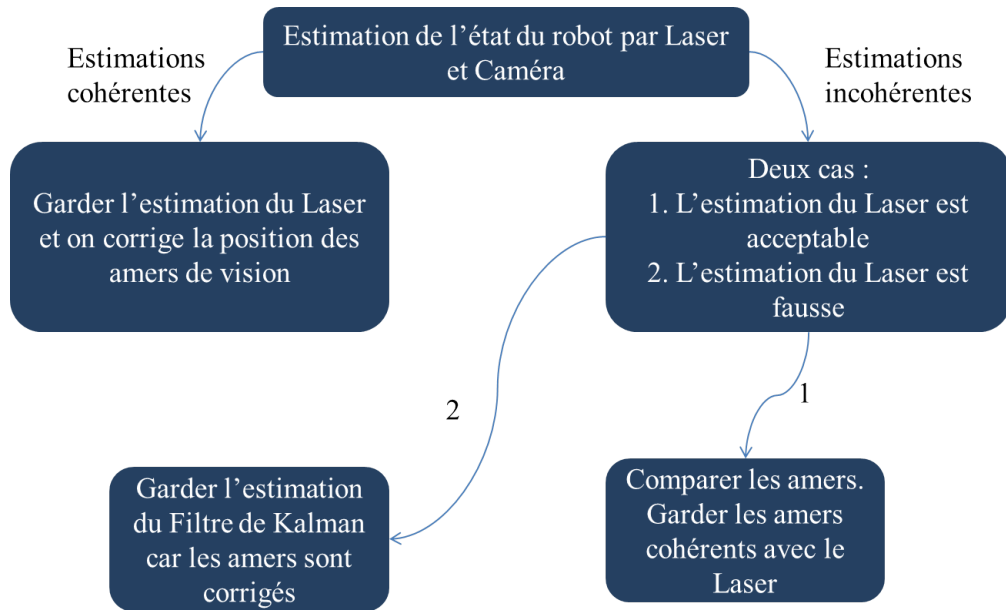 Estimation de l’état du robot par Laser
et Caméra
Estimations
cohérentes
Estimations
incohérentes
Garder l’estimation du Laser
et on corrige la position des
amers de vision
Deux cas :
1. L’estimation du Laser est
acceptable
2. L’estimation du Laser est
fausse
2
1
Garder l’estimation
du Filtre de Kalman
car les amers sont
corrigés
Comparer les amers.
Garder les amers
cohérents avec le
Laser